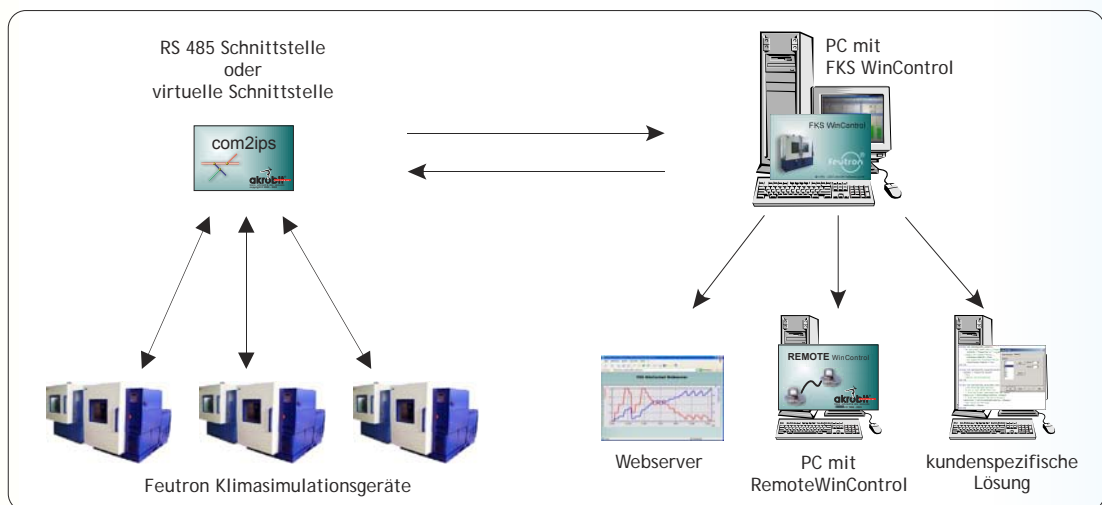 RS 485 Schnittstelle
oder
virtuelle Schnittstelle
com2ips
akrobit
PC mit
FKS WinControl
FKS WinControl
feutron
Feutron Klimasimulationsgeräte
Webserver
REMOTE WINCONTROL
akrobit
PC mit
RemoteWinControl
kundenspezifische
Lösung